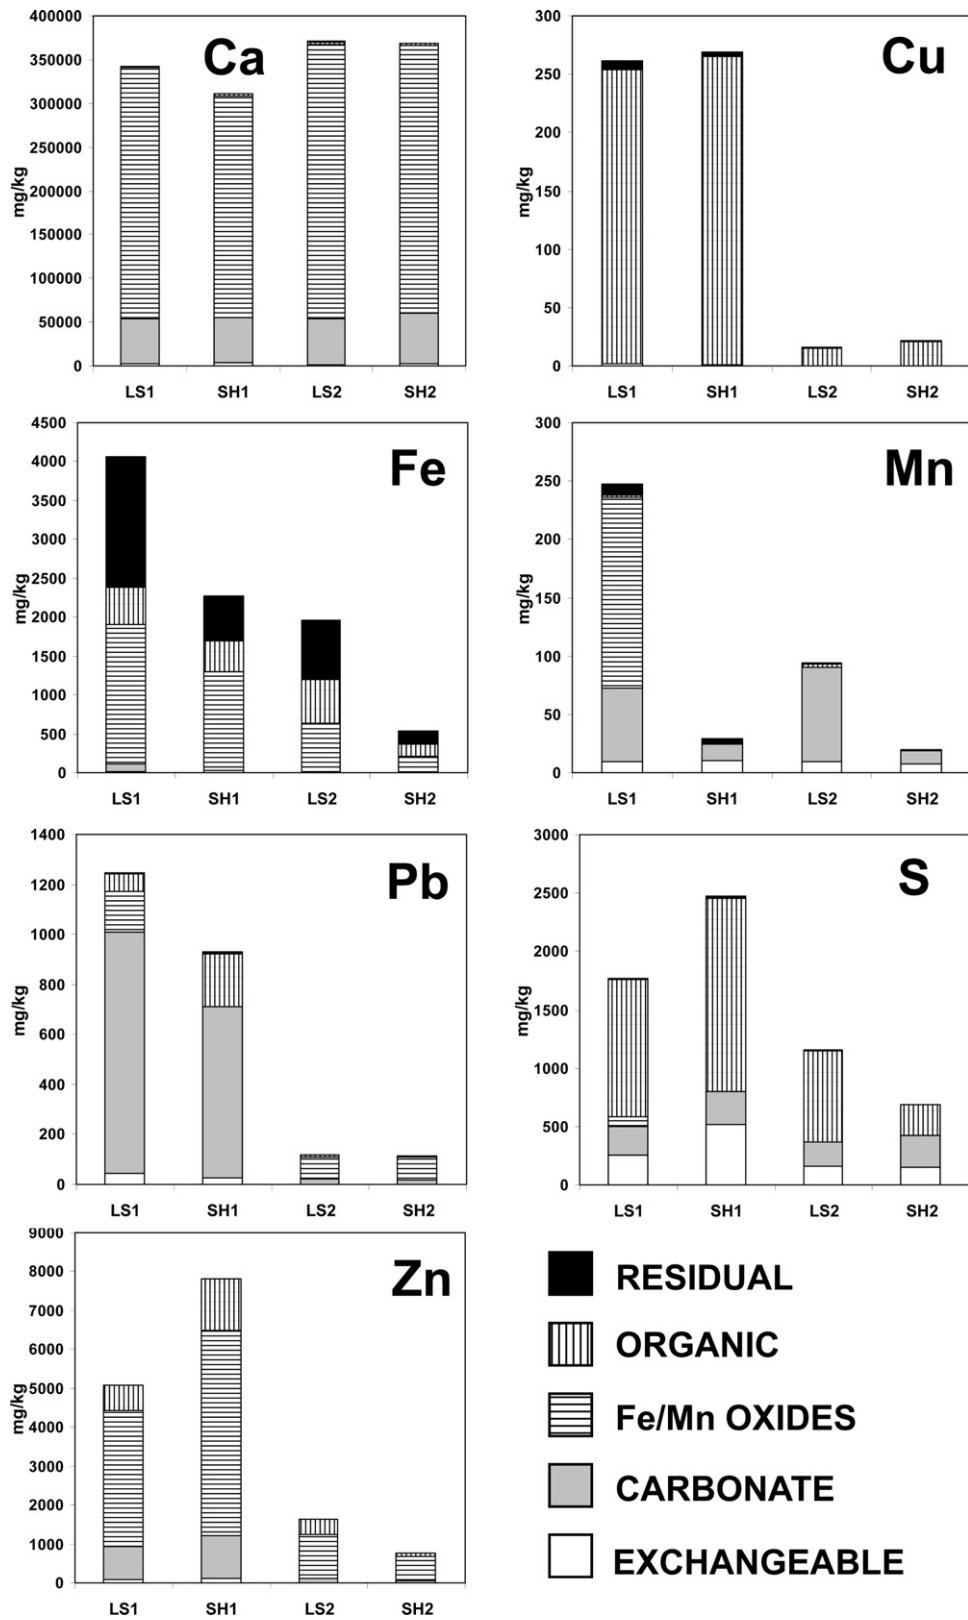 Ca
400000
350000
300000
250000
200000
150000
100000
50000
0
mg/kg
LS1 SH1 LS2 SH2
Cu
300
250
200
150
100
50
0
mg/kg
LS1 SH1 LS2 SH2
Fe
4500
4000
3500
3000
2500
2000
1500
1000
500
0
mg/kg
LS1 SH1 LS2 SH2
Mn
300
250
200
150
100
50
0
mg/kg
LS1 SH1 LS2 SH2
Pb
1400
1200
1000
800
600
400
200
0
mg/kg
LS1 SH1 LS2 SH2
S
3000
2500
2000
1500
1000
500
0
mg/kg
LS1 SH1 LS2 SH2
Zn
9000
8000
7000
6000
5000
4000
3000
2000
1000
0
mg/kg
LS1 SH1 LS2 SH2
RESIDUAL
ORGANIC
Fe/Mn OXIDES
CARBONATE
EXCHANGEABLE